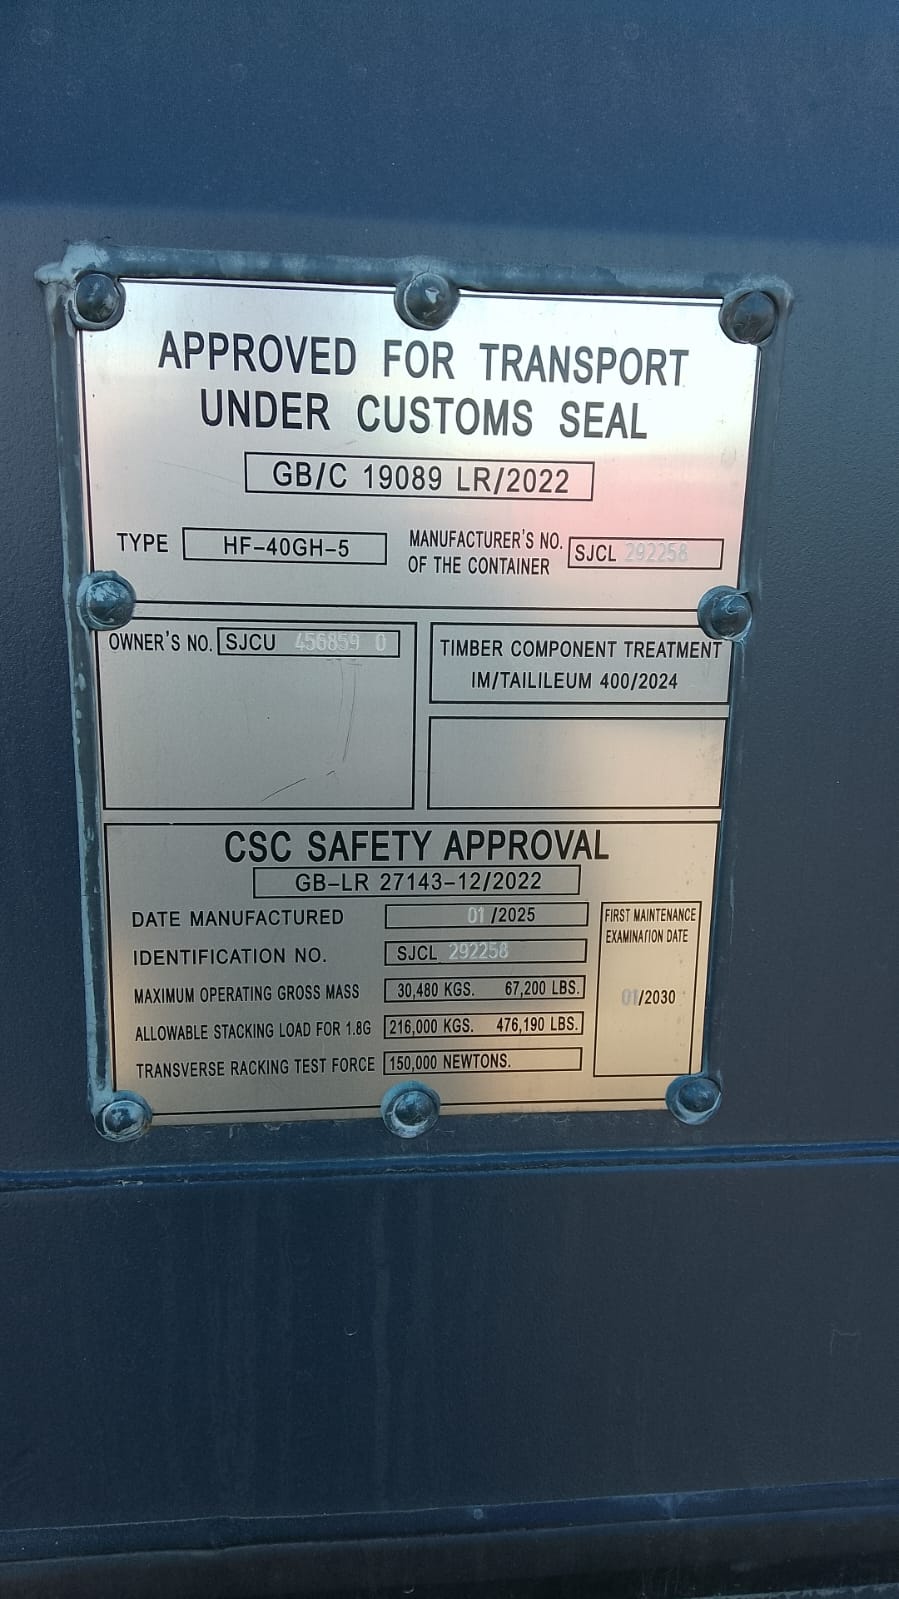 APPROVED FOR TRANSPORT
UNDER CUSTOMS SEAL
GB/C 19089 LR/2022
TYPE HF-40GH-5
MANUFACTURER'S NO.
OF THE CONTAINER
SJCL 292258
OWNER'S NO. SJCU 456859 0
TIMBER COMPONENT TREATMENT
IM/TAILILEUM 400/2024
CSC SAFETY APPROVAL
GB-LR 27143-12/2022
DATE MANUFACTURED 01/2025
IDENTIFICATION NO. SJCL 292258
MAXIMUM OPERATING GROSS MASS 30,480 KGS. 67,200 LBS.
ALLOWABLE STACKING LOAD FOR 1.8G 216,000 KGS. 476,190 LBS.
TRANSVERSE RACKING TEST FORCE 150,000 NEWTONS.
FIRST MAINTENANCE
EXAMINATION DATE
01/2030